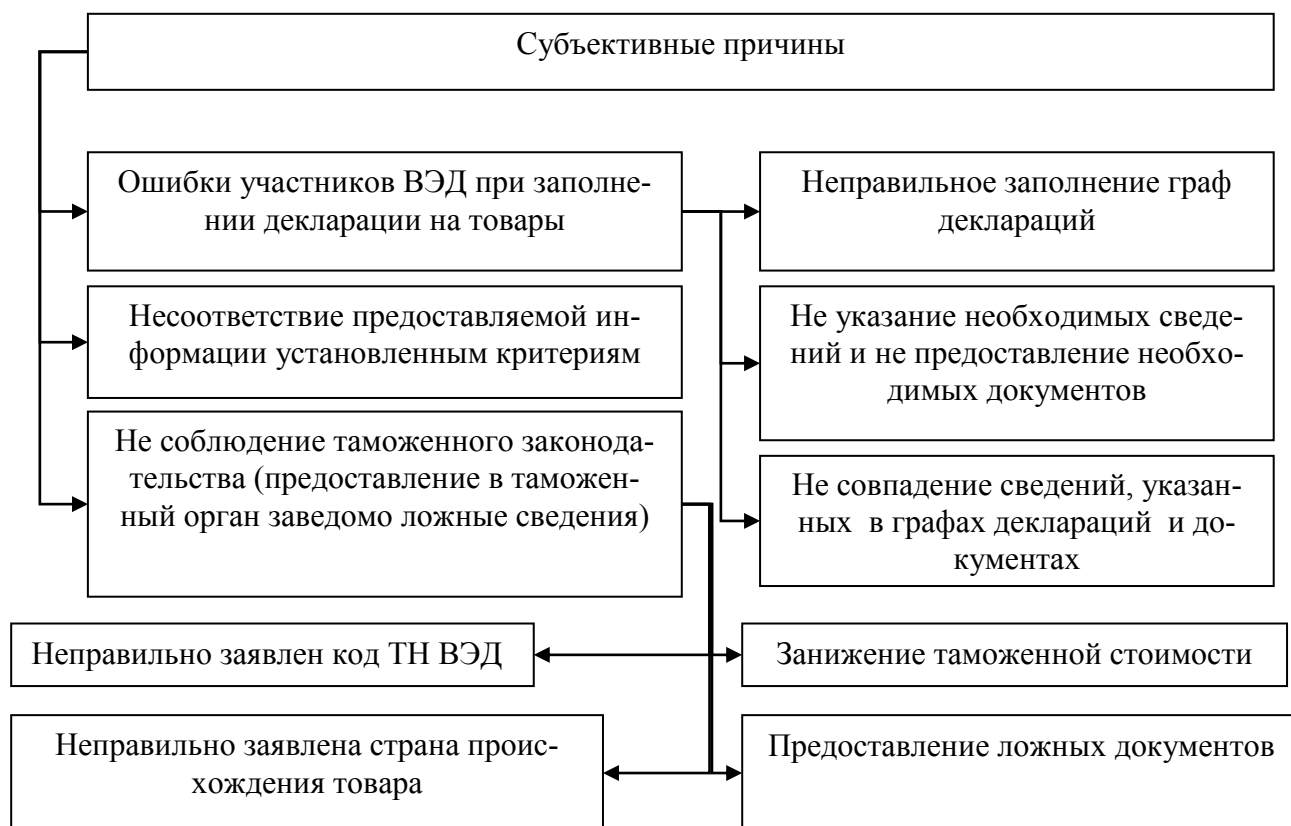 Субъективные причины
Ошибки участников ВЭД при заполне-
нии декларации на товары
Неправильное заполнение граф
деклараций
Несоответствие предоставляемой ин-
формации установленным критериям
Не указание необходимых сведе-
ний и не предоставление необхо-
димых документов
Не соблюдение таможенного законода-
тельства (предоставление в таможен-
ный орган заведомо ложные сведения)
Не совпадение сведений, указан-
ных в графах деклараций и до-
кументах
Неправильно заявлен код ТН ВЭД
Занижение таможенной стоимости
Неправильно заявлена страна проис-
хождения товара
Предоставление ложных документов